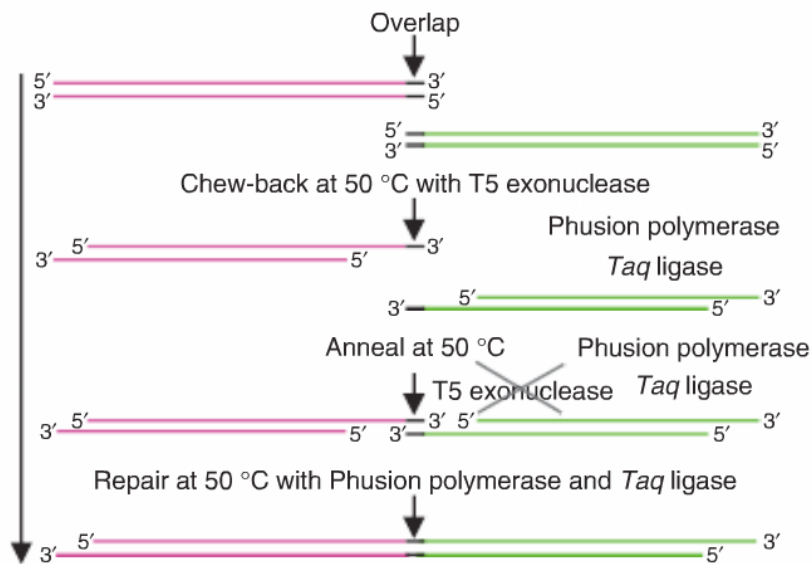 Overlap
5′ 3′
3′ 5′
5′ 3′
3′ 5′
Chew-back at 50 °C with T5 exonuclease
5′ 3′ Phusion polymerase
3′ 5′ Taq ligase
5′ 3′
3′ 5′
Anneal at 50 °C Phusion polymerase
T5 exonuclease Taq ligase
5′ 3′ 5′ 3′
3′ 5′ 3′ 5′
Repair at 50 °C with Phusion polymerase and Taq ligase
5′ 3′
3′ 5′